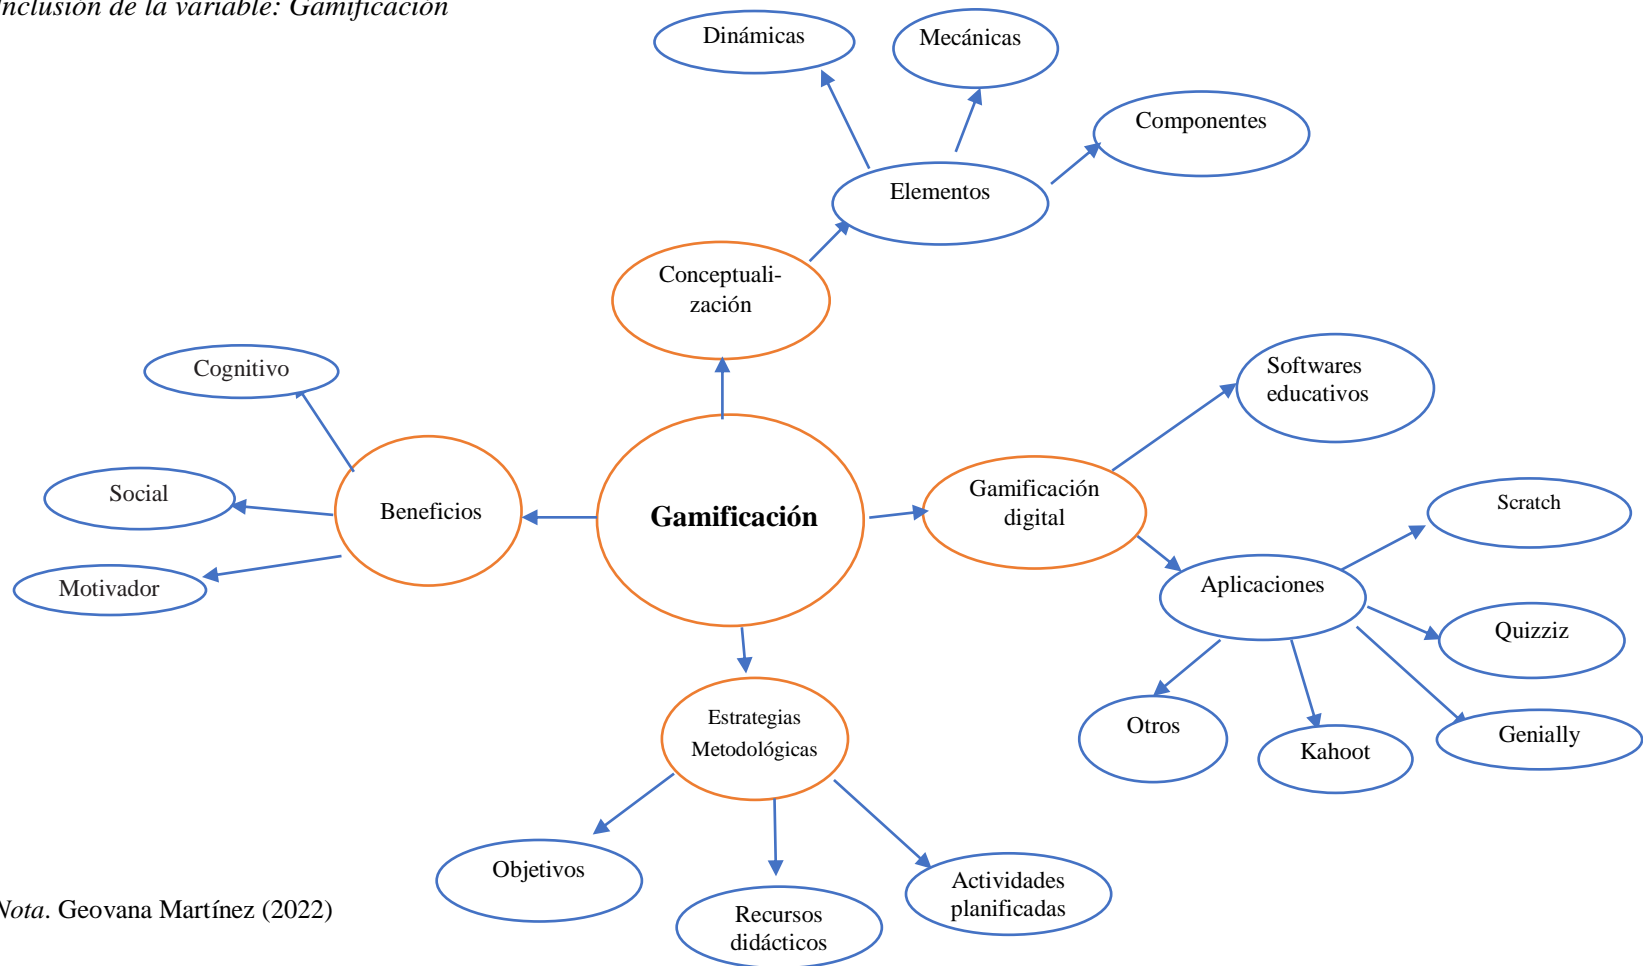 Inclusión de la variable: Gamificación
Dinámicas
Mecánicas
Componentes
Elementos
Conceptuali-
zación
Cognitivo
Softwares
educativos
Social
Beneficios
Gamificación
Gamificación
digital
Scratch
Motivador
Aplicaciones
Quizziz
Estrategias
Metodológicas
Otros
Kahoot
Genially
Objetivos
Actividades
planificadas
Recursos
didácticos
Nota. Geovana Martínez (2022)